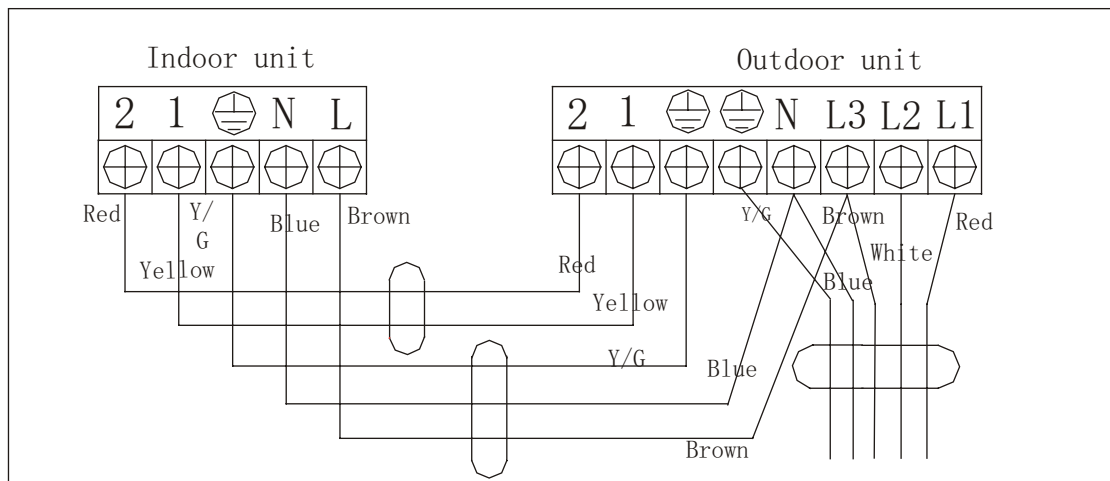 Indoor unit
Outdoor unit
2 1 N L
2 1 N L3 L2 L1
Red
Y/
G
Blue
Brown
Yellow
Red
Yellow
Y/G
Blue
Brown
Y/G
Brown
Red
White
Blue